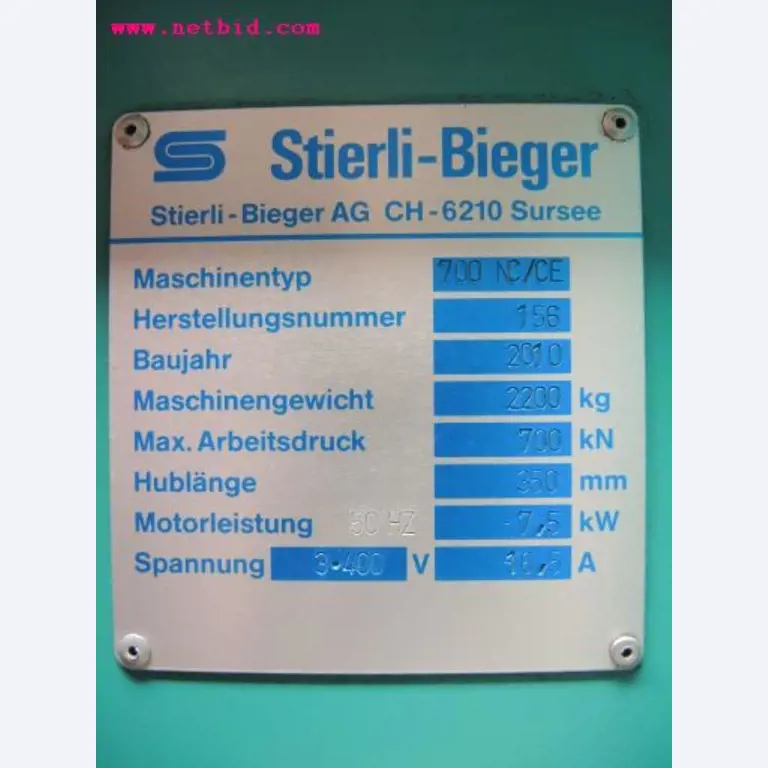 www.netbid.com
Stierli-Bieger
Stierli-Bieger AG CH-6210 Sursee
Maschinentyp 700 NC/CE
Herstellungsnummer 156
Baujahr 2010
Maschinengewicht 2200 kg
Max. Arbeitsdruck 700 kN
Hublänge 350 mm
Motorleistung 50 HZ 7,5 kW
Spannung 3·400 V 16,5 A